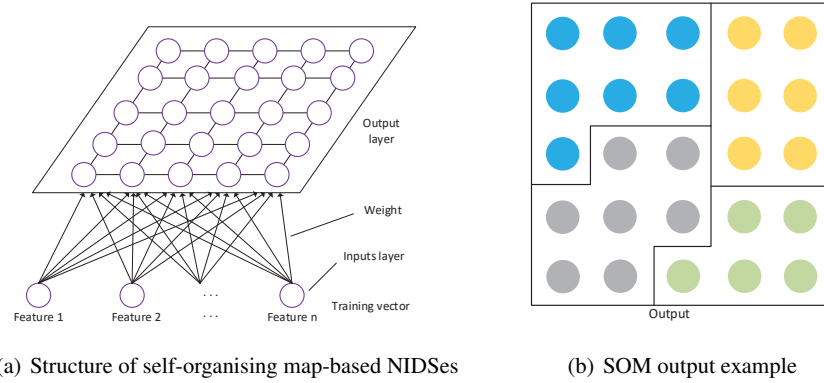 Output
layer
Weight
Inputs layer
. . .
. . .
Training vector
Feature 1
Feature 2
Feature n
Output
(a) Structure of self-organising map-based NIDSes
(b) SOM output example